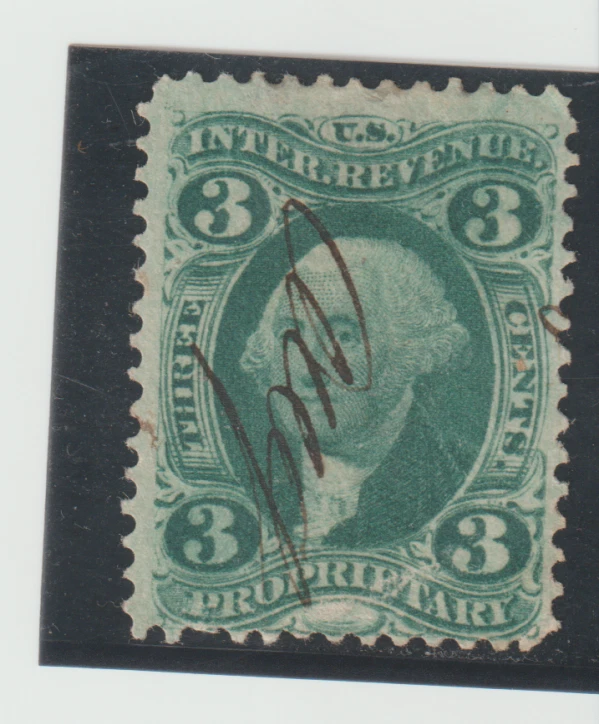 U.S.
INTER. REVENUE.
3 3
THREE CENTS.
3 3
PROPRIETARY